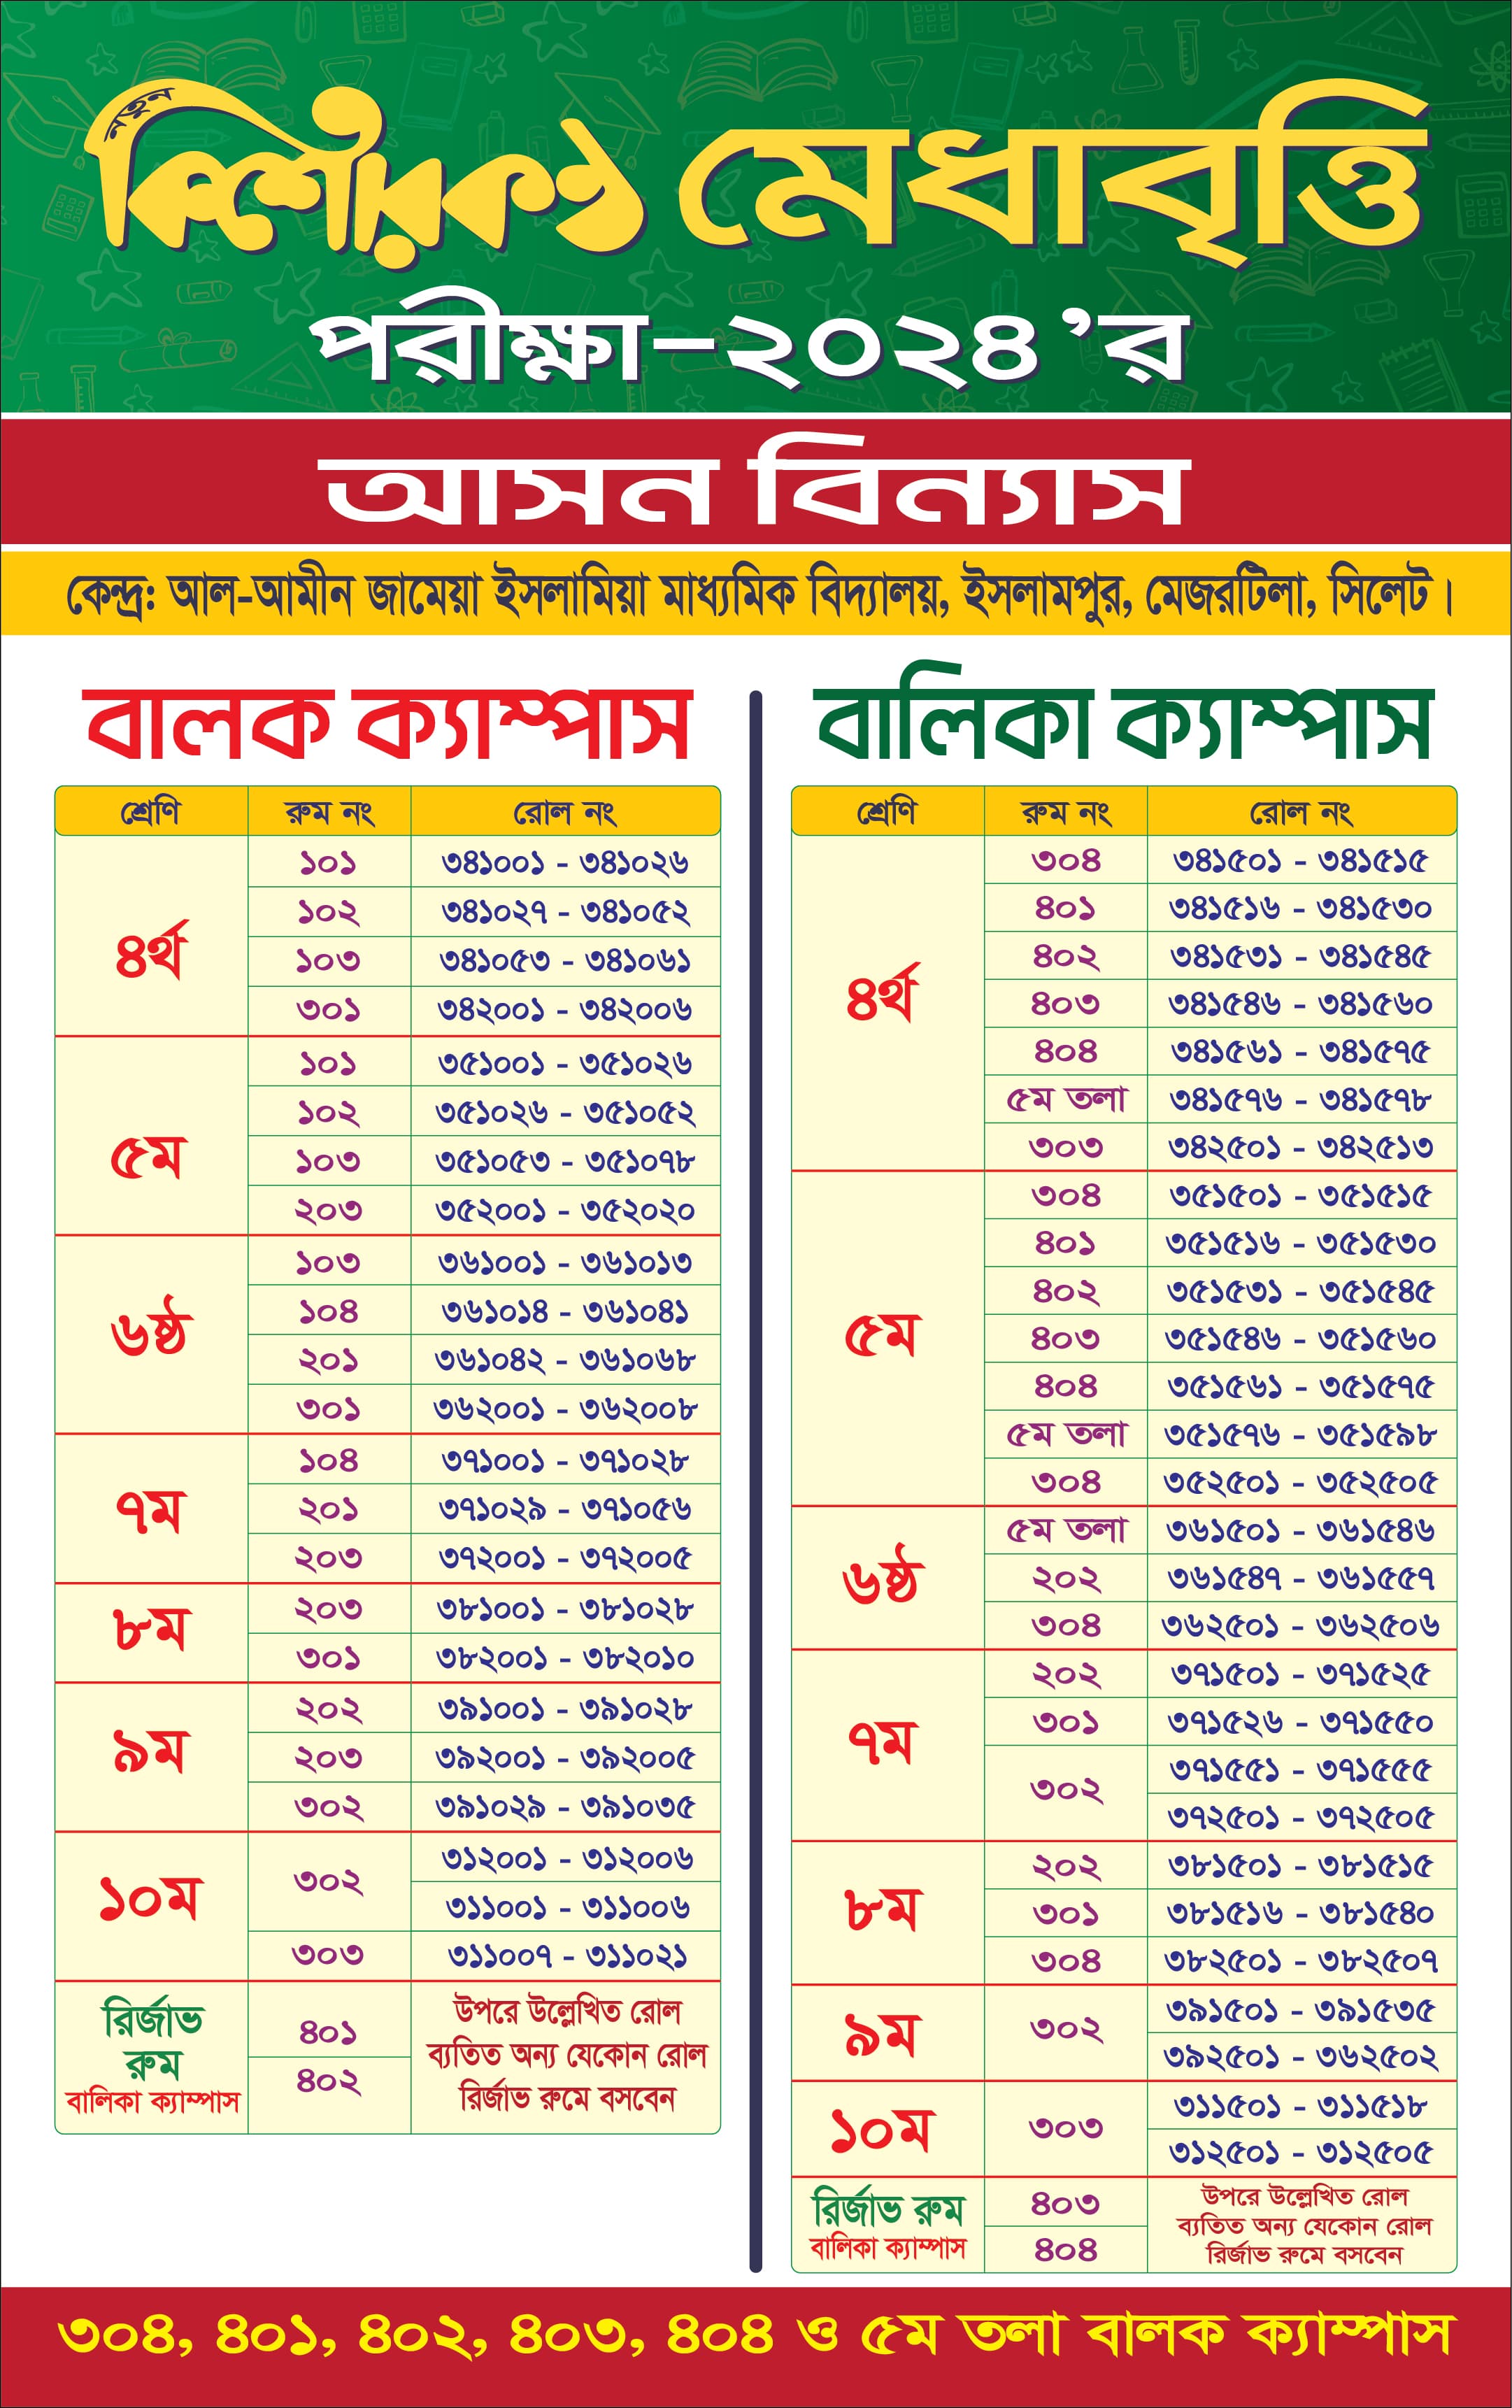 নতুন
কিশোরকণ্ঠ মেধাবৃত্তি
পরীক্ষা-২০২৪'র
আসন বিন্যাস
কেন্দ্র: আল-আমীন জামেয়া ইসলামিয়া মাধ্যমিক বিদ্যালয়, ইসলামপুর, মেজরটিলা, সিলেট।
বালক ক্যাম্পাস
শ্রেণি রুম নং রোল নং
৪র্থ
১০১ ৩৪১০০১ - ৩৪১০২৬
১০২ ৩৪১০২৭ - ৩৪১০৫২
১০৩ ৩৪১০৫৩ - ৩৪১০৬১
৩০১ ৩৪২০০১ - ৩৪২০০৬
৫ম
১০১ ৩৫১০০১ - ৩৫১০২৬
১০২ ৩৫১০২৬ - ৩৫১০৫২
১০৩ ৩৫১০৫৩ - ৩৫১০৭৮
২০৩ ৩৫২০০১ - ৩৫২০২০
৬ষ্ঠ
১০৩ ৩৬১০০১ - ৩৬১০১৩
১০৪ ৩৬১০১৪ - ৩৬১০৪১
২০১ ৩৬১০৪২ - ৩৬১০৬৮
৩০১ ৩৬২০০১ - ৩৬২০০৮
৭ম
১০৪ ৩৭১০০১ - ৩৭১০২৮
২০১ ৩৭১০২৯ - ৩৭১০৫৬
২০৩ ৩৭২০০১ - ৩৭২০০৫
৮ম
২০৩ ৩৮১০০১ - ৩৮১০২৮
৩০১ ৩৮২০০১ - ৩৮২০১০
৯ম
২০২ ৩৯১০০১ - ৩৯১০২৮
২০৩ ৩৯২০০১ - ৩৯২০০৫
৩০২ ৩৯১০২৯ - ৩৯১০৩৫
১০ম
৩০২ ৩১২০০১ - ৩১২০০৬
৩১১০০১ - ৩১১০০৬
৩০৩ ৩১১০০৭ - ৩১১০২১
রির্জাভ
রুম
বালিকা ক্যাম্পাস
৪০১
৪০২
উপরে উল্লেখিত রোল
ব্যতিত অন্য যেকোন রোল
রির্জাভ রুমে বসবেন
বালিকা ক্যাম্পাস
শ্রেণি রুম নং রোল নং
৪র্থ
৩০৪ ৩৪১৫০১ - ৩৪১৫১৫
৪০১ ৩৪১৫১৬ - ৩৪১৫৩০
৪০২ ৩৪১৫৩১ - ৩৪১৫৪৫
৪০৩ ৩৪১৫৪৬ - ৩৪১৫৬০
৪০৪ ৩৪১৫৬১ - ৩৪১৫৭৫
৫ম তলা ৩৪১৫৭৬ - ৩৪১৫৭৮
৩০৩ ৩৪২৫০১ - ৩৪২৫১৩
৫ম
৩০৪ ৩৫১৫০১ - ৩৫১৫১৫
৪০১ ৩৫১৫১৬ - ৩৫১৫৩০
৪০২ ৩৫১৫৩১ - ৩৫১৫৪৫
৪০৩ ৩৫১৫৪৬ - ৩৫১৫৬০
৪০৪ ৩৫১৫৬১ - ৩৫১৫৭৫
৫ম তলা ৩৫১৫৭৬ - ৩৫১৫৯৮
৩০৪ ৩৫২৫০১ - ৩৫২৫০৫
৬ষ্ঠ
৫ম তলা ৩৬১৫০১ - ৩৬১৫৪৬
২০২ ৩৬১৫৪৭ - ৩৬১৫৫৭
৩০৪ ৩৬২৫০১ - ৩৬২৫০৬
৭ম
২০২ ৩৭১৫০১ - ৩৭১৫২৫
৩০১ ৩৭১৫২৬ - ৩৭১৫৫০
৩০২ ৩৭১৫৫১ - ৩৭১৫৫৫
৩৭২৫০১ - ৩৭২৫০৫
৮ম
২০২ ৩৮১৫০১ - ৩৮১৫১৫
৩০১ ৩৮১৫১৬ - ৩৮১৫৪০
৩০৪ ৩৮২৫০১ - ৩৮২৫০৭
৯ম
৩০২ ৩৯১৫০১ - ৩৯১৫৩৫
৩৯২৫০১ - ৩৬২৫০২
১০ম
৩০৩ ৩১১৫০১ - ৩১১৫১৮
৩১২৫০১ - ৩১২৫০৫
রির্জাভ রুম
বালিকা ক্যাম্পাস
৪০৩
৪০৪
উপরে উল্লেখিত রোল
ব্যতিত অন্য যেকোন রোল
রির্জাভ রুমে বসবেন
৩০৪, ৪০১, ৪০২, ৪০৩, ৪০৪ ও ৫ম তলা বালক ক্যাম্পাস